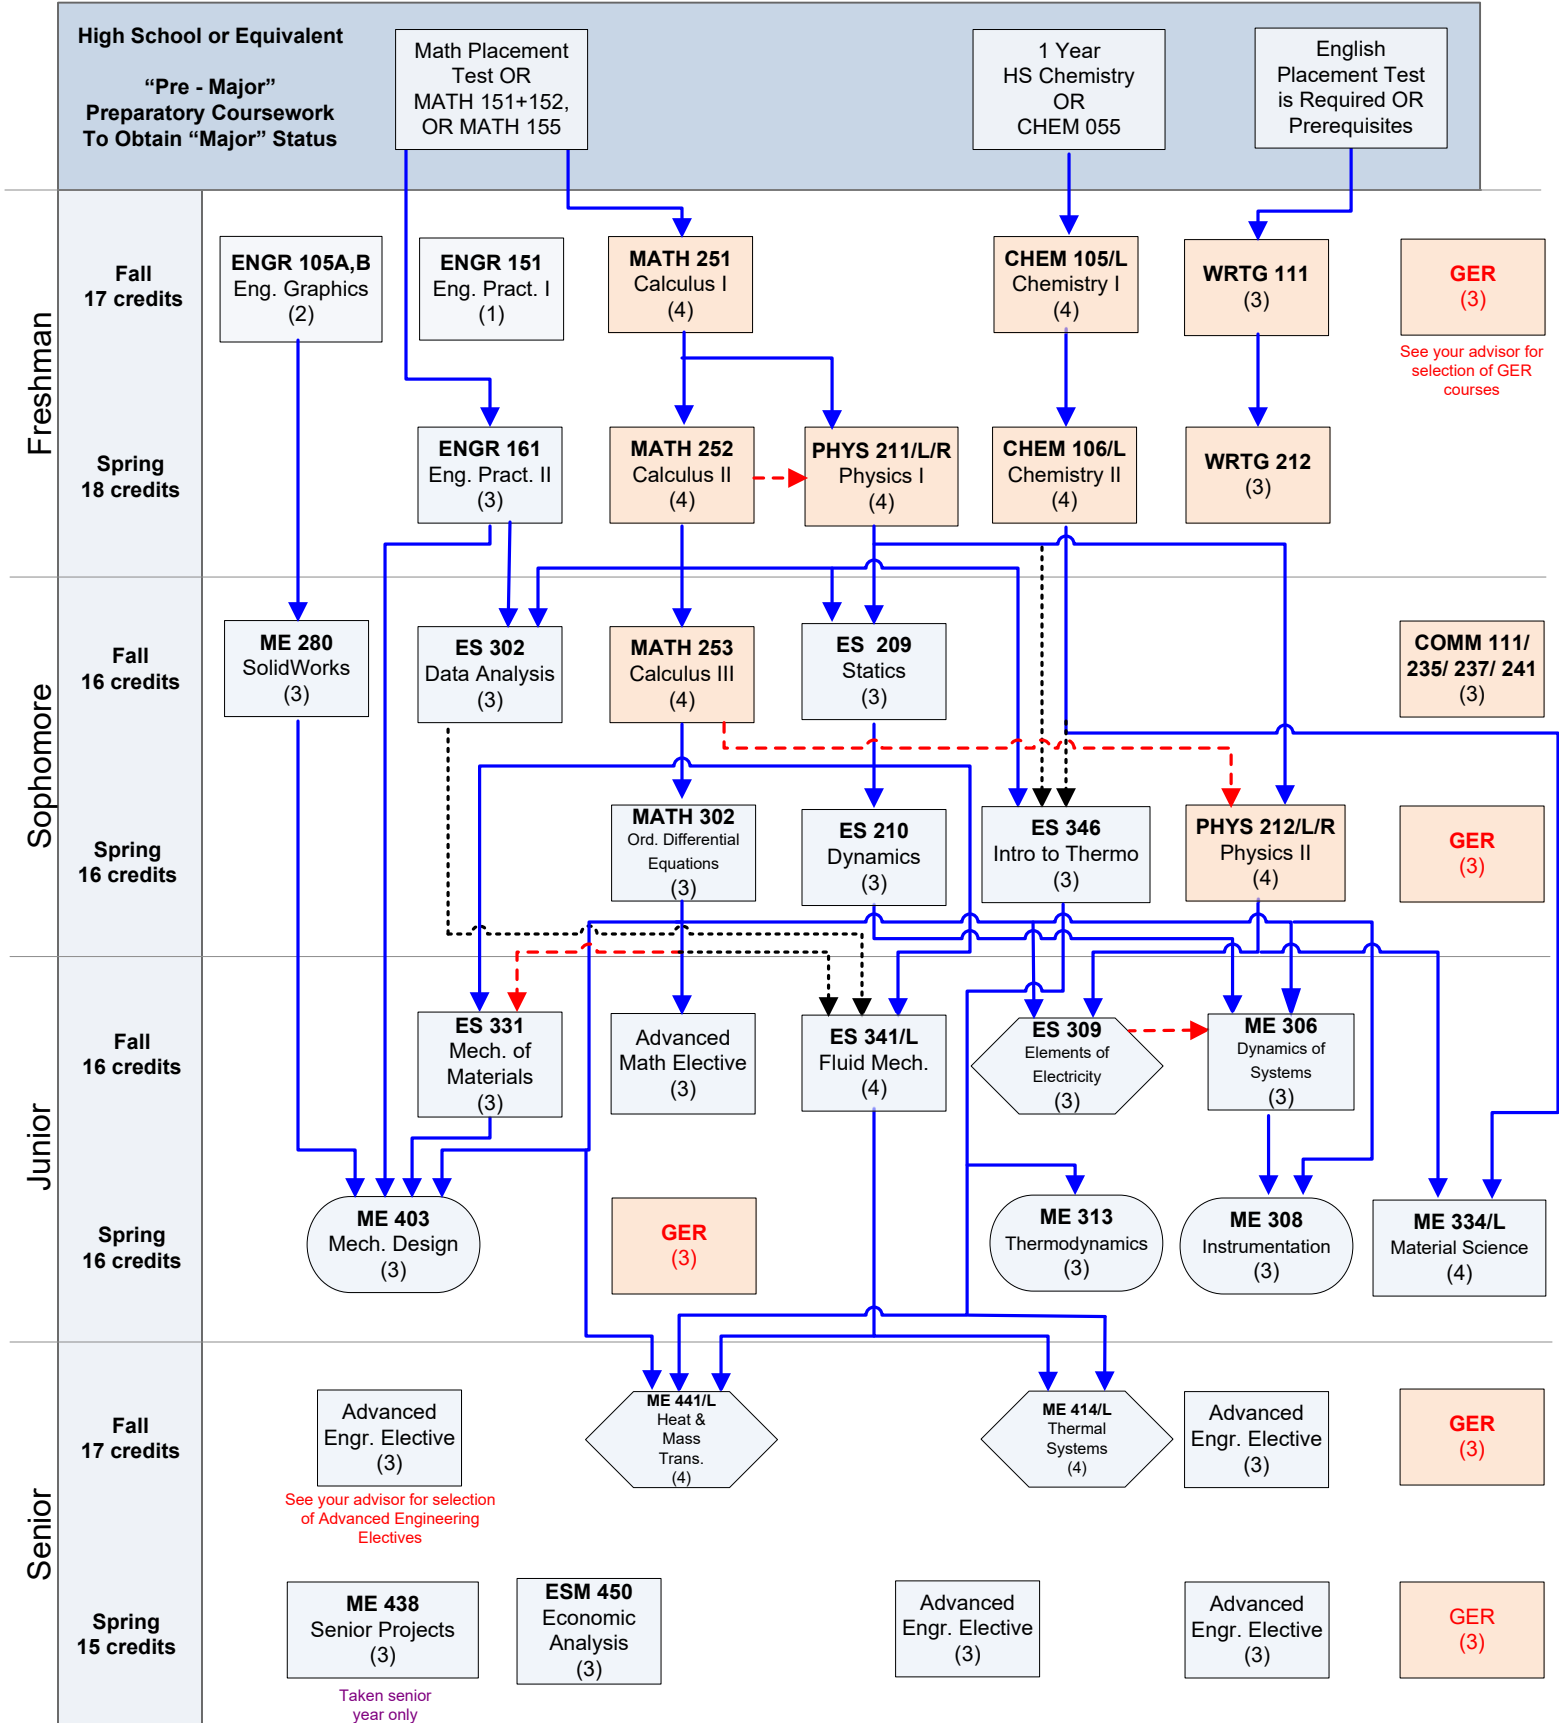 High School or Equivalent
“Pre - Major”
Preparatory Coursework
To Obtain “Major” Status
Math Placement
Test OR
MATH 151+152,
OR MATH 155
1 Year
HS Chemistry
OR
CHEM 055
English
Placement Test
is Required OR
Prerequisites
Freshman
Fall
17 credits
ENGR 105A,B
Eng. Graphics
(2)
ENGR 151
Eng. Pract. I
(1)
MATH 251
Calculus I
(4)
CHEM 105/L
Chemistry I
(4)
WRTG 111
(3)
GER
(3)
See your advisor for
selection of GER
courses
Spring
18 credits
ENGR 161
Eng. Pract. II
(3)
MATH 252
Calculus II
(4)
PHYS 211/L/R
Physics I
(4)
CHEM 106/L
Chemistry II
(4)
WRTG 212
(3)
Sophomore
Fall
16 credits
ME 280
SolidWorks
(3)
ES 302
Data Analysis
(3)
MATH 253
Calculus III
(4)
ES 209
Statics
(3)
COMM 111/
235/ 237/ 241
(3)
Spring
16 credits
MATH 302
Ord. Differential
Equations
(3)
ES 210
Dynamics
(3)
ES 346
Intro to Thermo
(3)
PHYS 212/L/R
Physics II
(4)
GER
(3)
Junior
Fall
16 credits
ES 331
Mech. of
Materials
(3)
Advanced
Math Elective
(3)
ES 341/L
Fluid Mech.
(4)
ES 309
Elements of
Electricity
(3)
ME 306
Dynamics of
Systems
(3)
Spring
16 credits
ME 403
Mech. Design
(3)
GER
(3)
ME 313
Thermodynamics
(3)
ME 308
Instrumentation
(3)
ME 334/L
Material Science
(4)
Senior
Fall
17 credits
Advanced
Engr. Elective
(3)
See your advisor for selection
of Advanced Engineering
Electives
ME 441/L
Heat &
Mass
Trans.
(4)
ME 414/L
Thermal
Systems
(4)
Advanced
Engr. Elective
(3)
GER
(3)
Spring
15 credits
ME 438
Senior Projects
(3)
Taken senior
year only
ESM 450
Economic
Analysis
(3)
Advanced
Engr. Elective
(3)
Advanced
Engr. Elective
(3)
GER
(3)